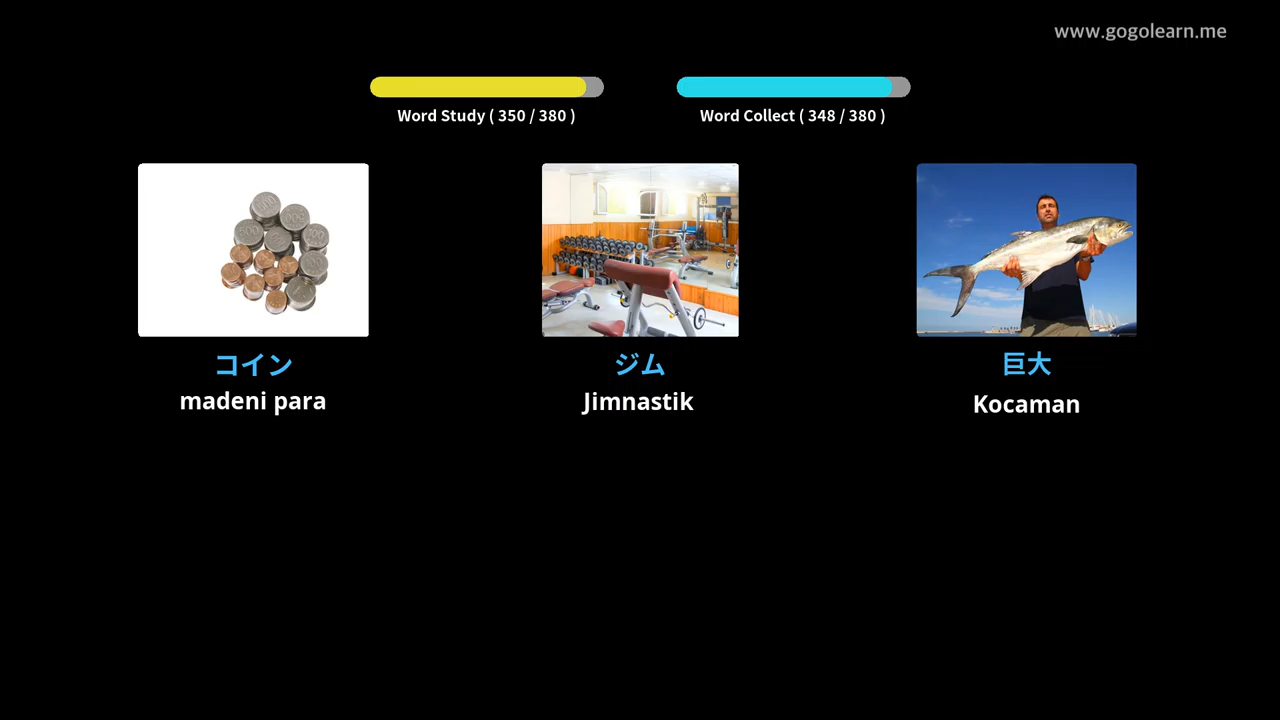 www.gogolearn.me
Word Study ( 350 / 380 )
Word Collect ( 348 / 380 )
コイン
madeni para
ジム
Jimnastik
巨大
Kocaman